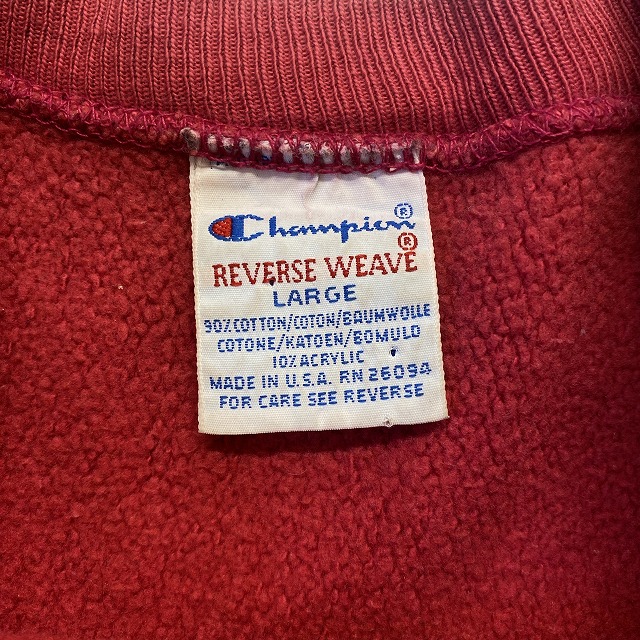 Champion®
REVERSE WEAVE®
LARGE
90% COTTON/COTON/BAUMWOLLE
COTONE/KATOEN/BOMULD
10% ACRYLIC
MADE IN U.S.A. RN 26094
FOR CARE SEE REVERSE